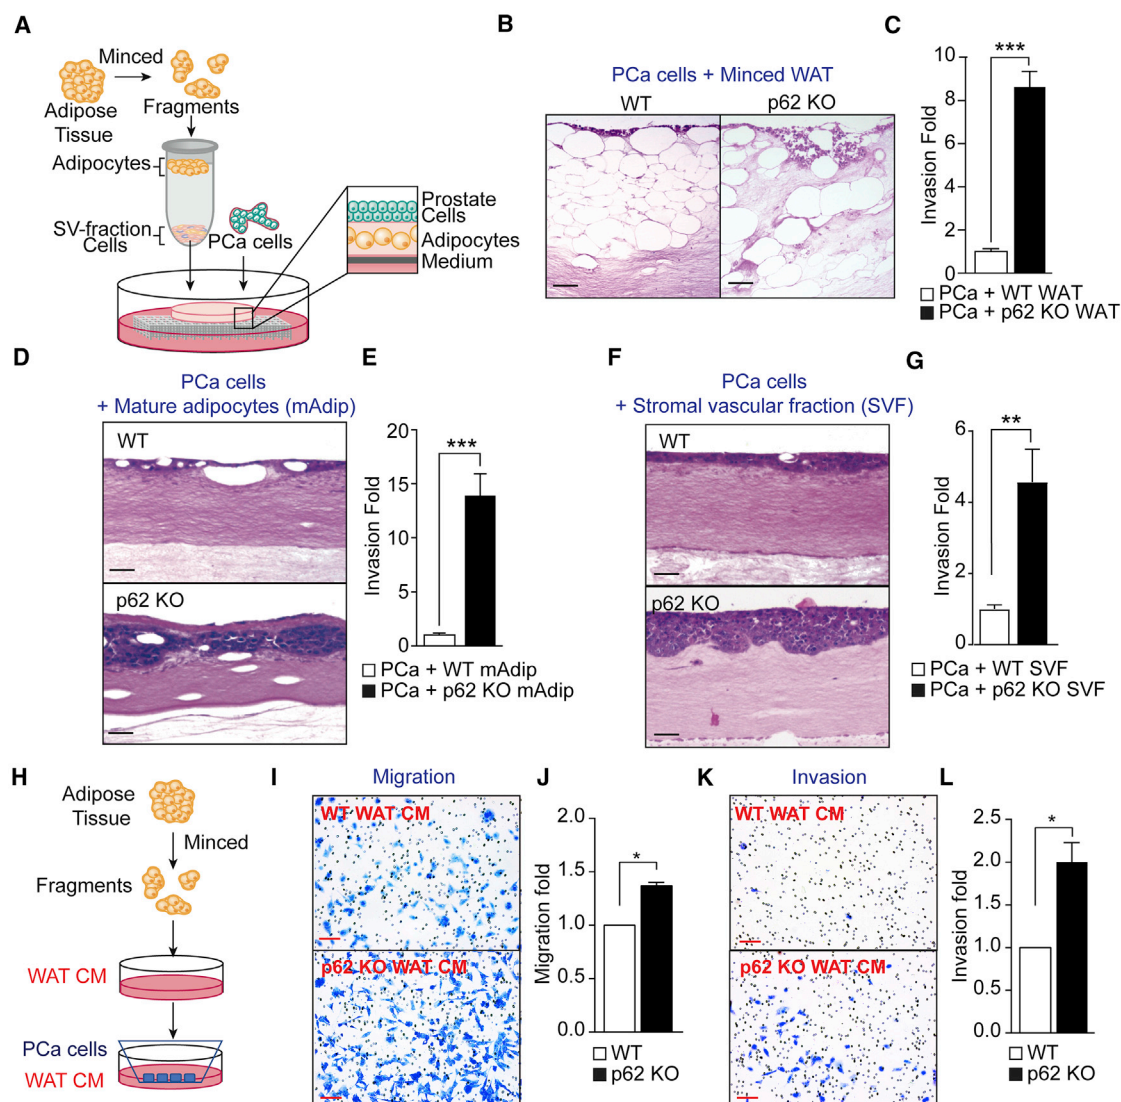 A
Minced
Adipose
Tissue
Fragments
Adipocytes
SV-fraction
Cells
PCa cells
Prostate
Cells
Adipocytes
Medium
B
PCa cells + Minced WAT
WT
p62 KO
C
***
Invasion Fold
10
8
6
4
2
0
PCa + WT WAT
PCa + p62 KO WAT
D
PCa cells
+ Mature adipocytes (mAdip)
WT
p62 KO
E
***
Invasion Fold
20
15
10
5
0
PCa + WT mAdip
PCa + p62 KO mAdip
F
PCa cells
+ Stromal vascular fraction (SVF)
WT
p62 KO
G
**
Invasion Fold
6
4
2
0
PCa + WT SVF
PCa + p62 KO SVF
H
Adipose
Tissue
Minced
Fragments
WAT CM
PCa cells
WAT CM
I
Migration
WT WAT CM
p62 KO WAT CM
J
*
Migration fold
2.0
1.5
1.0
0.5
0.0
WT
p62 KO
K
Invasion
WT WAT CM
p62 KO WAT CM
L
*
Invasion fold
2.5
2.0
1.5
1.0
0.5
0.0
WT
p62 KO